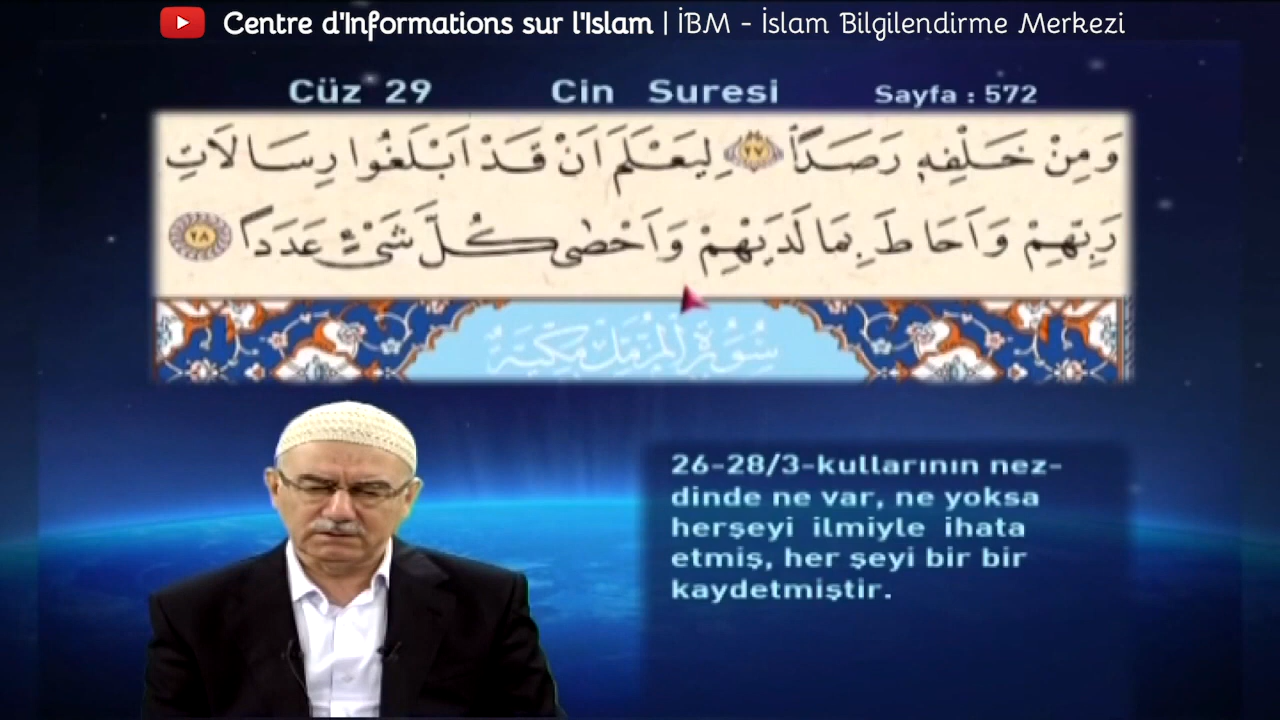 Centre d'Informations sur l'Islam | İBM - İslam Bilgilendirme Merkezi
Cüz 29 Cin Suresi Sayfa : 572
وَمِنْ خَلْفِهٖ رَصَدًاۙ ﴿٢٧﴾ لِيَعْلَمَ اَنْ قَدْ اَبْلَغُوا رِسَالَاتِ
رَبِّهِمْ وَاَحَاطَ بِمَا لَدَيْهِمْ وَاَحْصٰى كُلَّ شَيْءٍ عَدَدًا ﴿٢٨﴾
سُورَةُ الْمُزَّمِّلِ مَكِّيَّةٌ
26-28/3-kullarının nez-
dinde ne var, ne yoksa
herşeyi ilmiyle ihata
etmiş, her şeyi bir bir
kaydetmiştir.